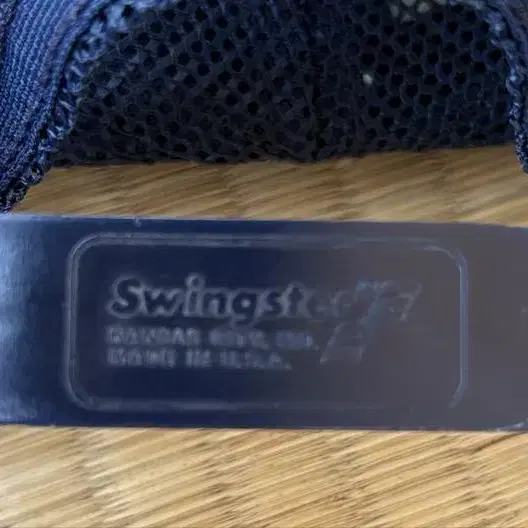 Swingster
KANSAS CITY, MO.
MADE IN U.S.A.